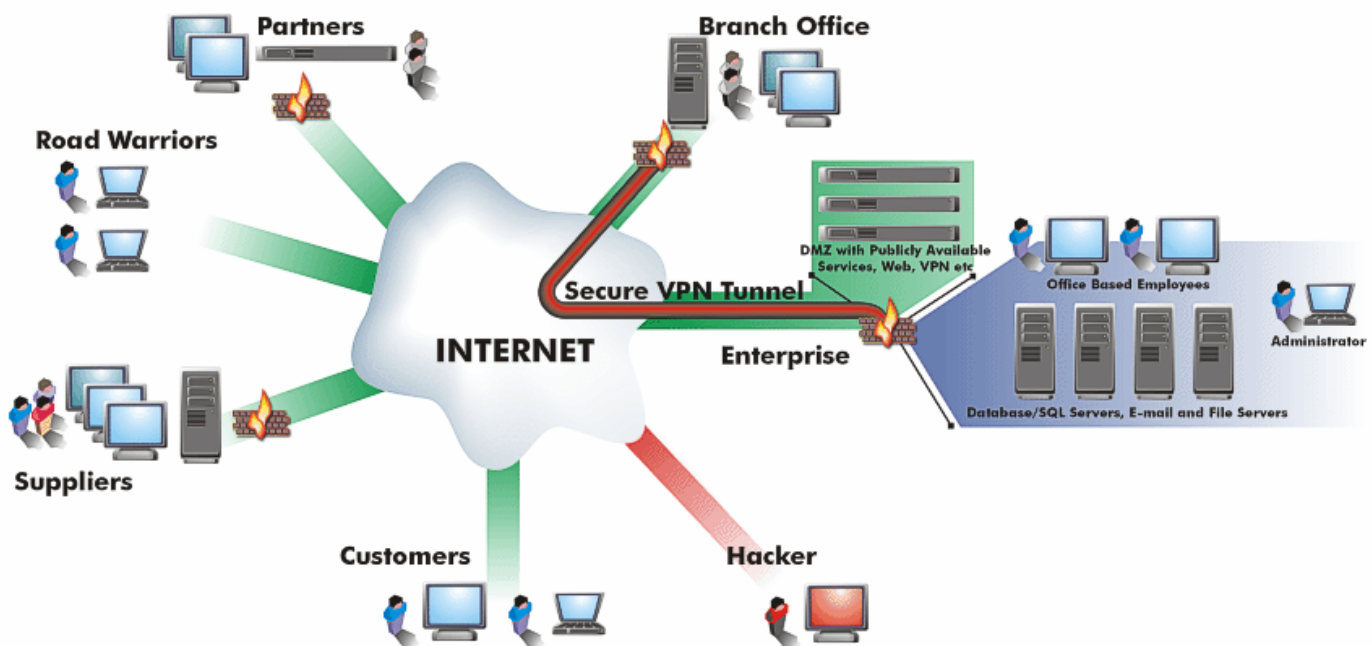 Partners
Branch Office
Road Warriors
DMZ with Publicly Available
Services, Web, VPN etc
Office Based Employees
Secure VPN Tunnel
INTERNET
Enterprise
Administrator
Database/SQL Servers, E-mail and File Servers
Suppliers
Customers
Hacker